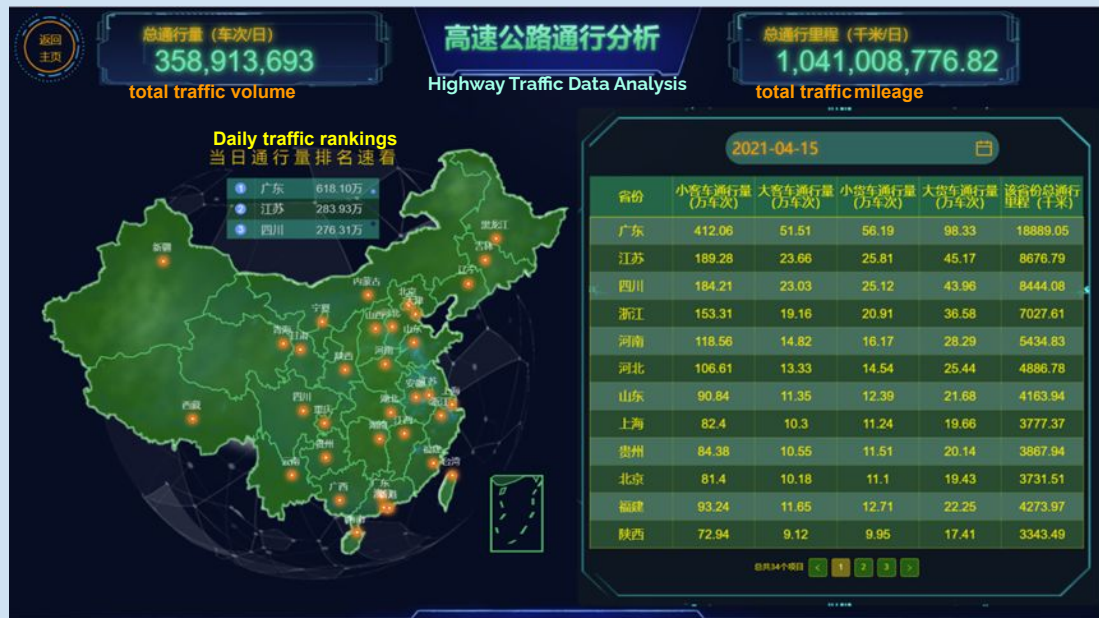 返回
主页
总通行量（车次/日）
358,913,693
total traffic volume
高速公路通行分析
Highway Traffic Data Analysis
总通行里程（千米/日）
1,041,008,776.82
total traffic mileage
Daily traffic rankings
当日通行量排名速看
1 广东 618.10万
2 江苏 283.93万
3 四川 276.31万
黑龙江
吉林
辽宁
新疆
内蒙古
北京
天津
宁夏
山西
河北
山东
青海
甘肃
陕西
河南
安徽
江苏
上海
西藏
四川
重庆
湖北
浙江
湖南
江西
贵州
云南
福建
台湾
广西
广东
2021-04-15
省份 小客车通行量(万车次) 大客车通行量(万车次) 小货车通行量(万车次) 大货车通行量(万车次) 该省份总通行里程（千米）
广东 412.06 51.51 56.19 98.33 18889.05
江苏 189.28 23.66 25.81 45.17 8676.79
四川 184.21 23.03 25.12 43.96 8444.08
浙江 153.31 19.16 20.91 36.58 7027.61
河南 118.56 14.82 16.17 28.29 5434.83
河北 106.61 13.33 14.54 25.44 4886.78
山东 90.84 11.35 12.39 21.68 4163.94
上海 82.4 10.3 11.24 19.66 3777.37
贵州 84.38 10.55 11.51 20.14 3867.94
北京 81.4 10.18 11.1 19.43 3731.51
福建 93.24 11.65 12.71 22.25 4273.97
陕西 72.94 9.12 9.95 17.41 3343.49
总共34个项目 < 1 2 3 >